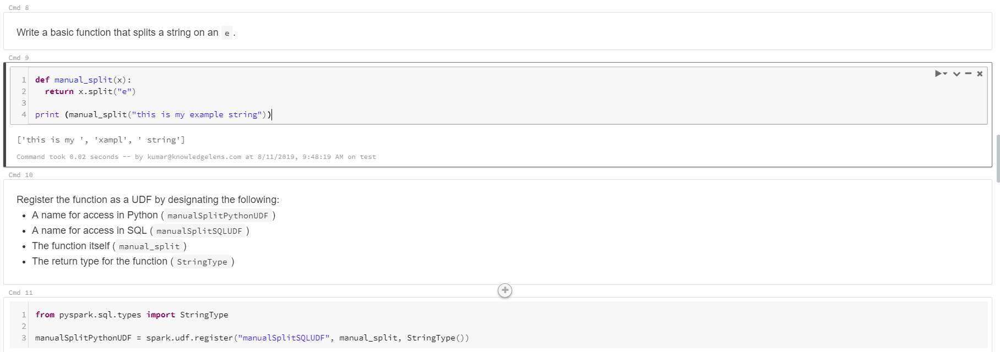 Cmd 8
Write a basic function that splits a string on an e .
Cmd 9
1 def manual_split(x):
2   return x.split("e")
3
4 print (manual_split("this is my example string"))
['this is my ', 'xampl', ' string']
Command took 0.02 seconds -- by kumar@knowledgelens.com at 8/11/2019, 9:48:19 AM on test
Cmd 10
Register the function as a UDF by designating the following:
• A name for access in Python ( manualSplitPythonUDF )
• A name for access in SQL ( manualSplitSQLUDF )
• The function itself ( manual_split )
• The return type for the function ( StringType )
Cmd 11
1 from pyspark.sql.types import StringType
2
3 manualSplitPythonUDF = spark.udf.register("manualSplitSQLUDF", manual_split, StringType())